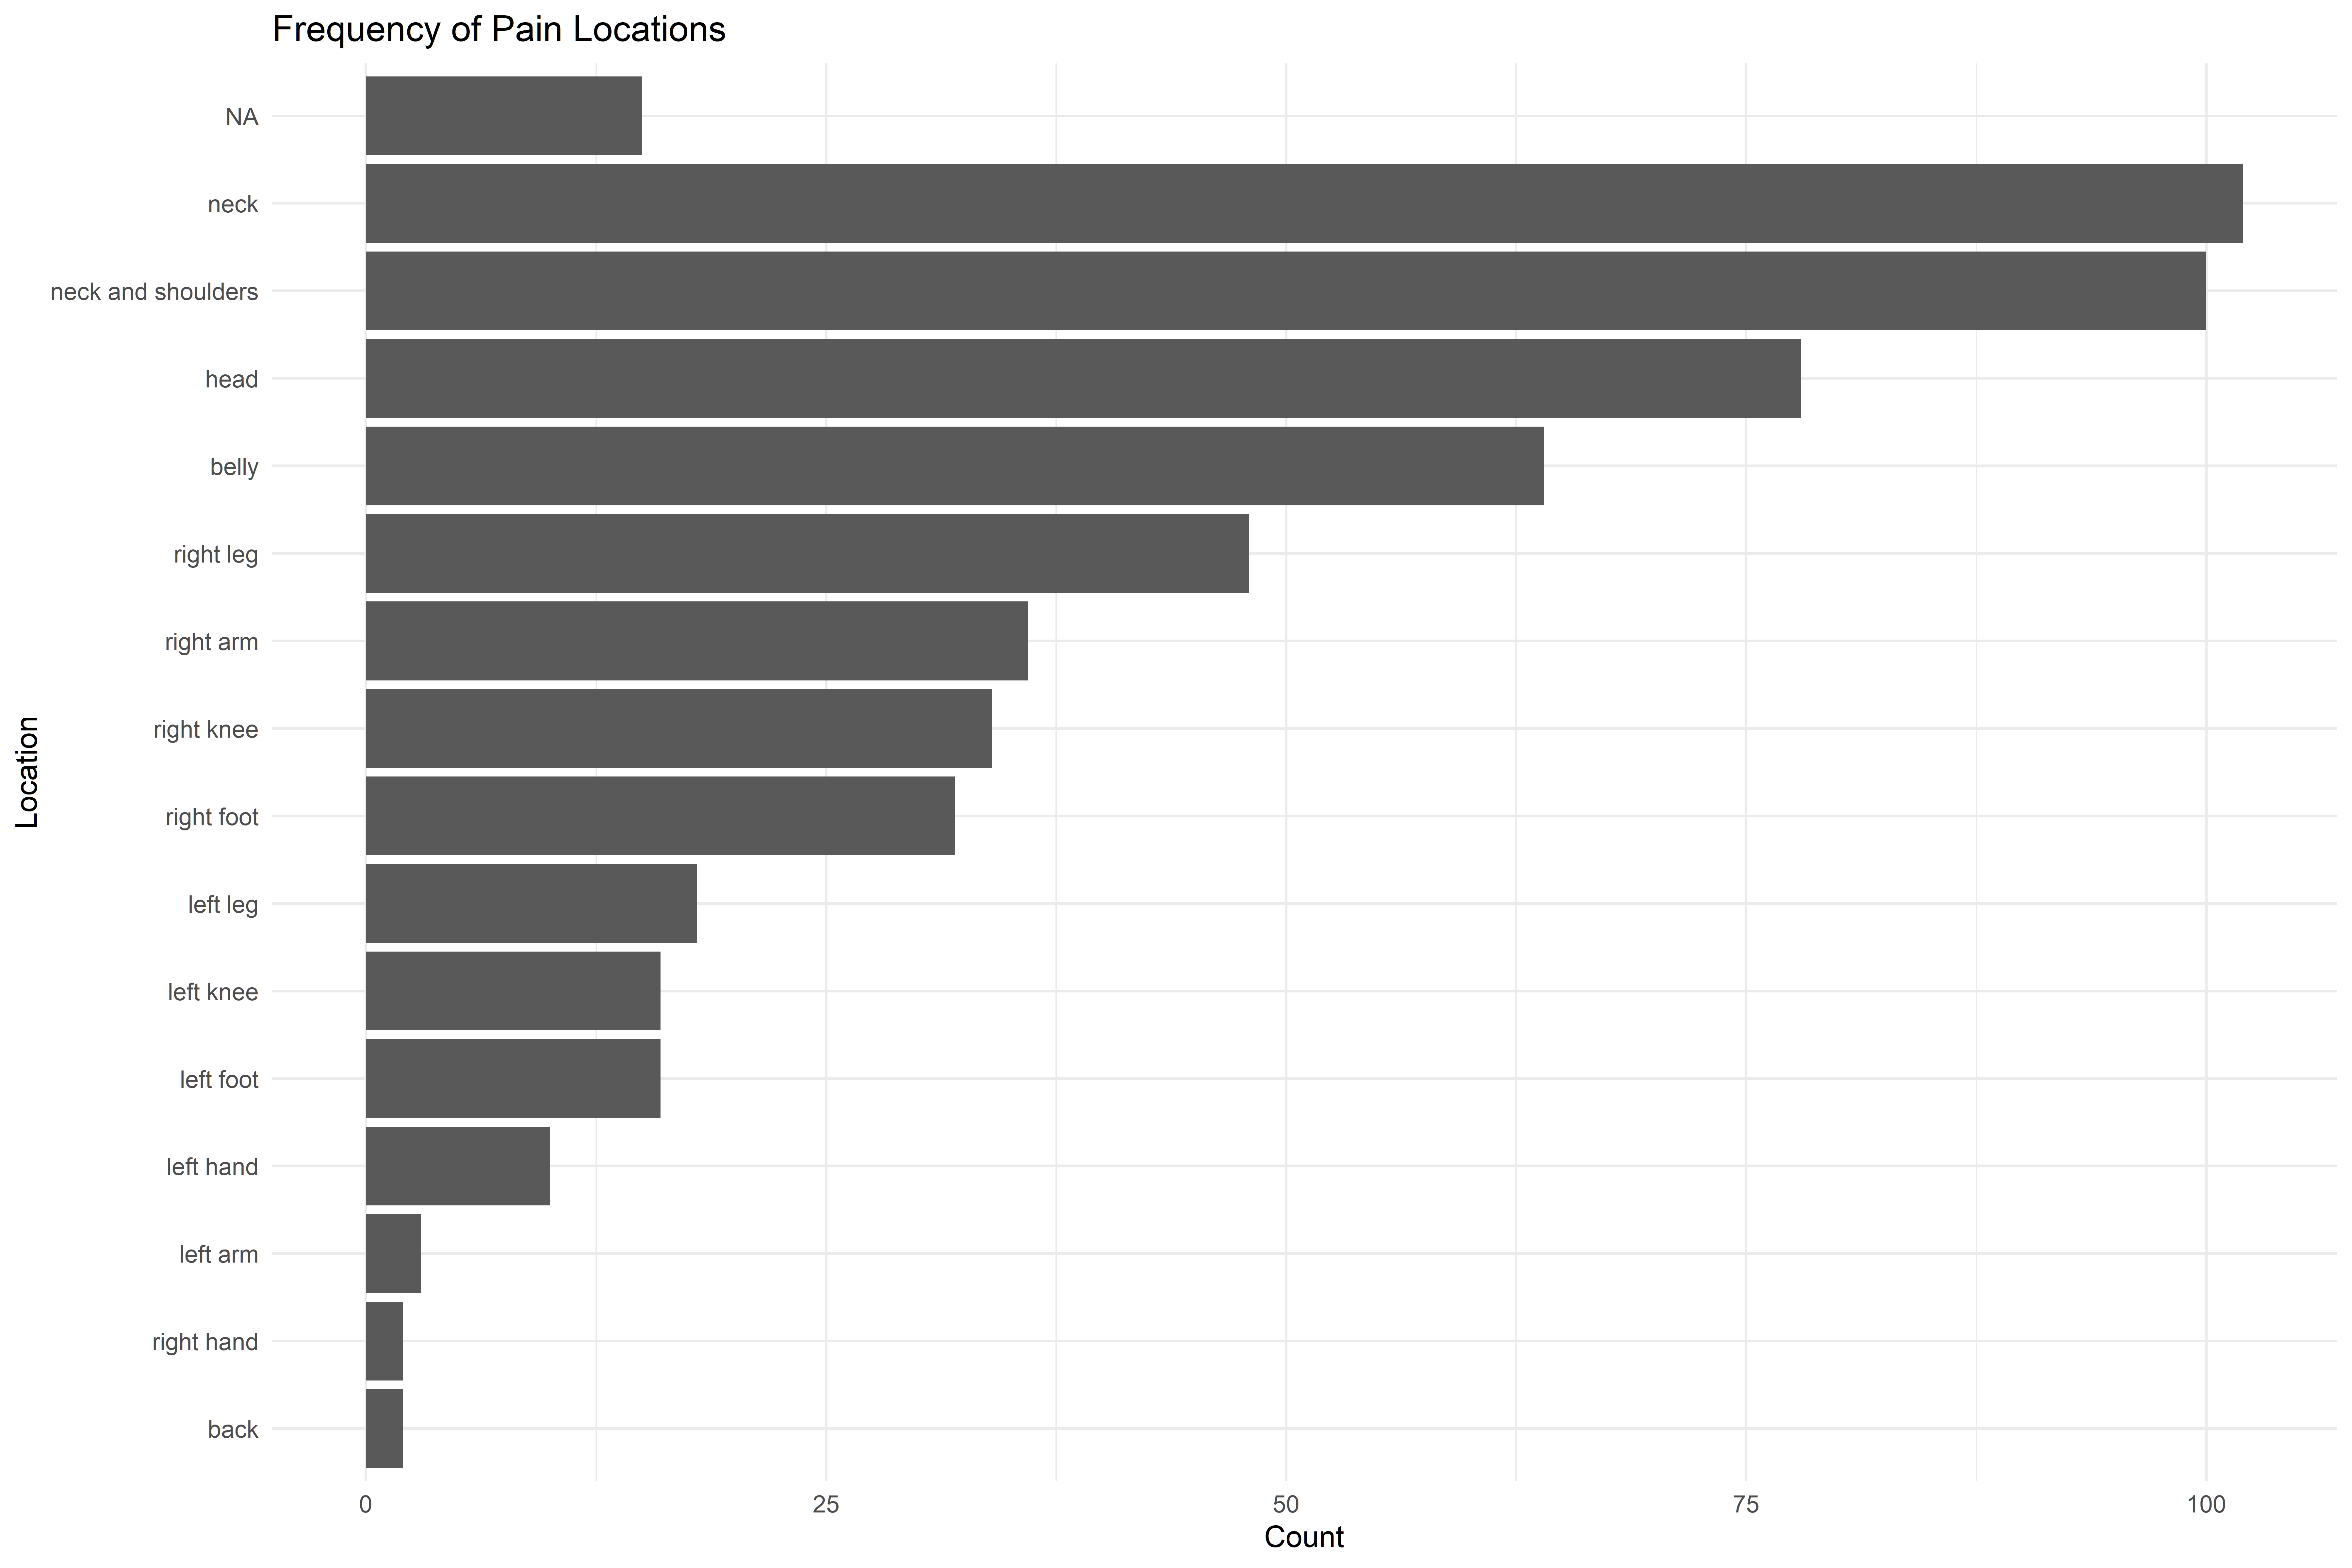 Frequency of Pain Locations
NA
neck
neck and shoulders
head
belly
right leg
right arm
right knee
right foot
left leg
left knee
left foot
left hand
left arm
right hand
back
Location
0 25 50 75 100
Count